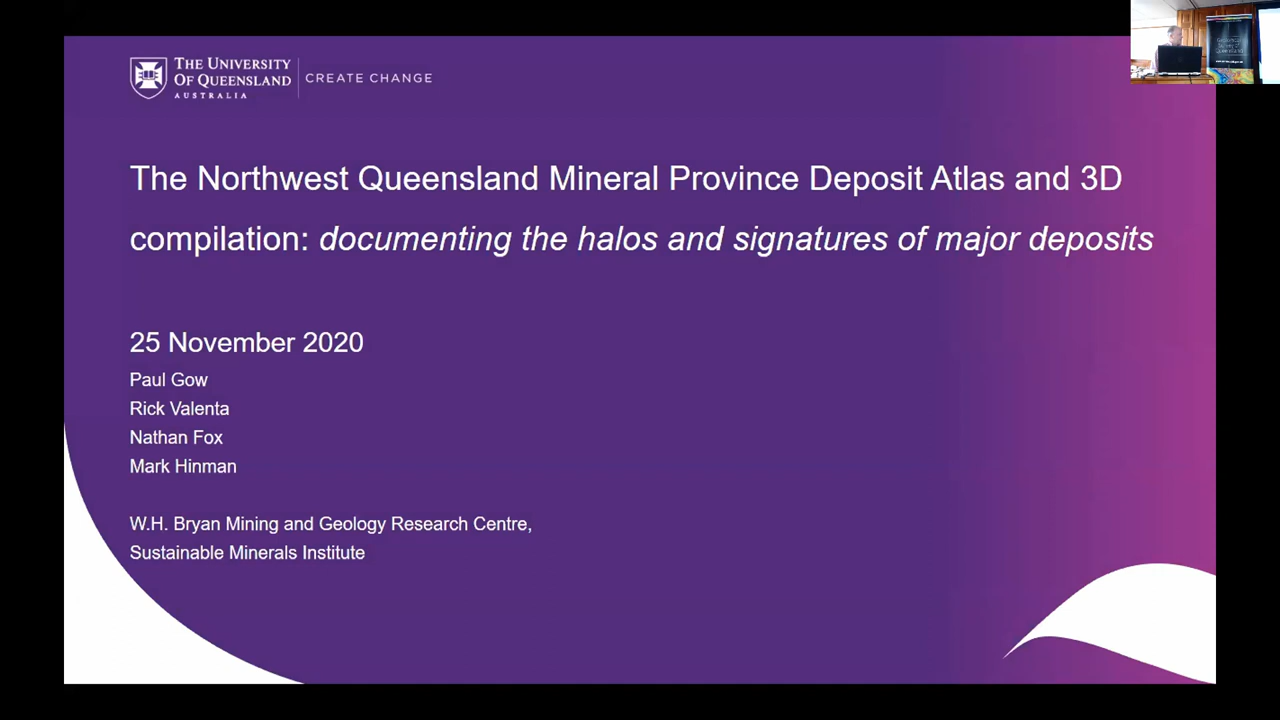 THE UNIVERSITY
OF QUEENSLAND
AUSTRALIA
CREATE CHANGE
The Northwest Queensland Mineral Province Deposit Atlas and 3D
compilation: documenting the halos and signatures of major deposits
25 November 2020
Paul Gow
Rick Valenta
Nathan Fox
Mark Hinman
W.H. Bryan Mining and Geology Research Centre,
Sustainable Minerals Institute